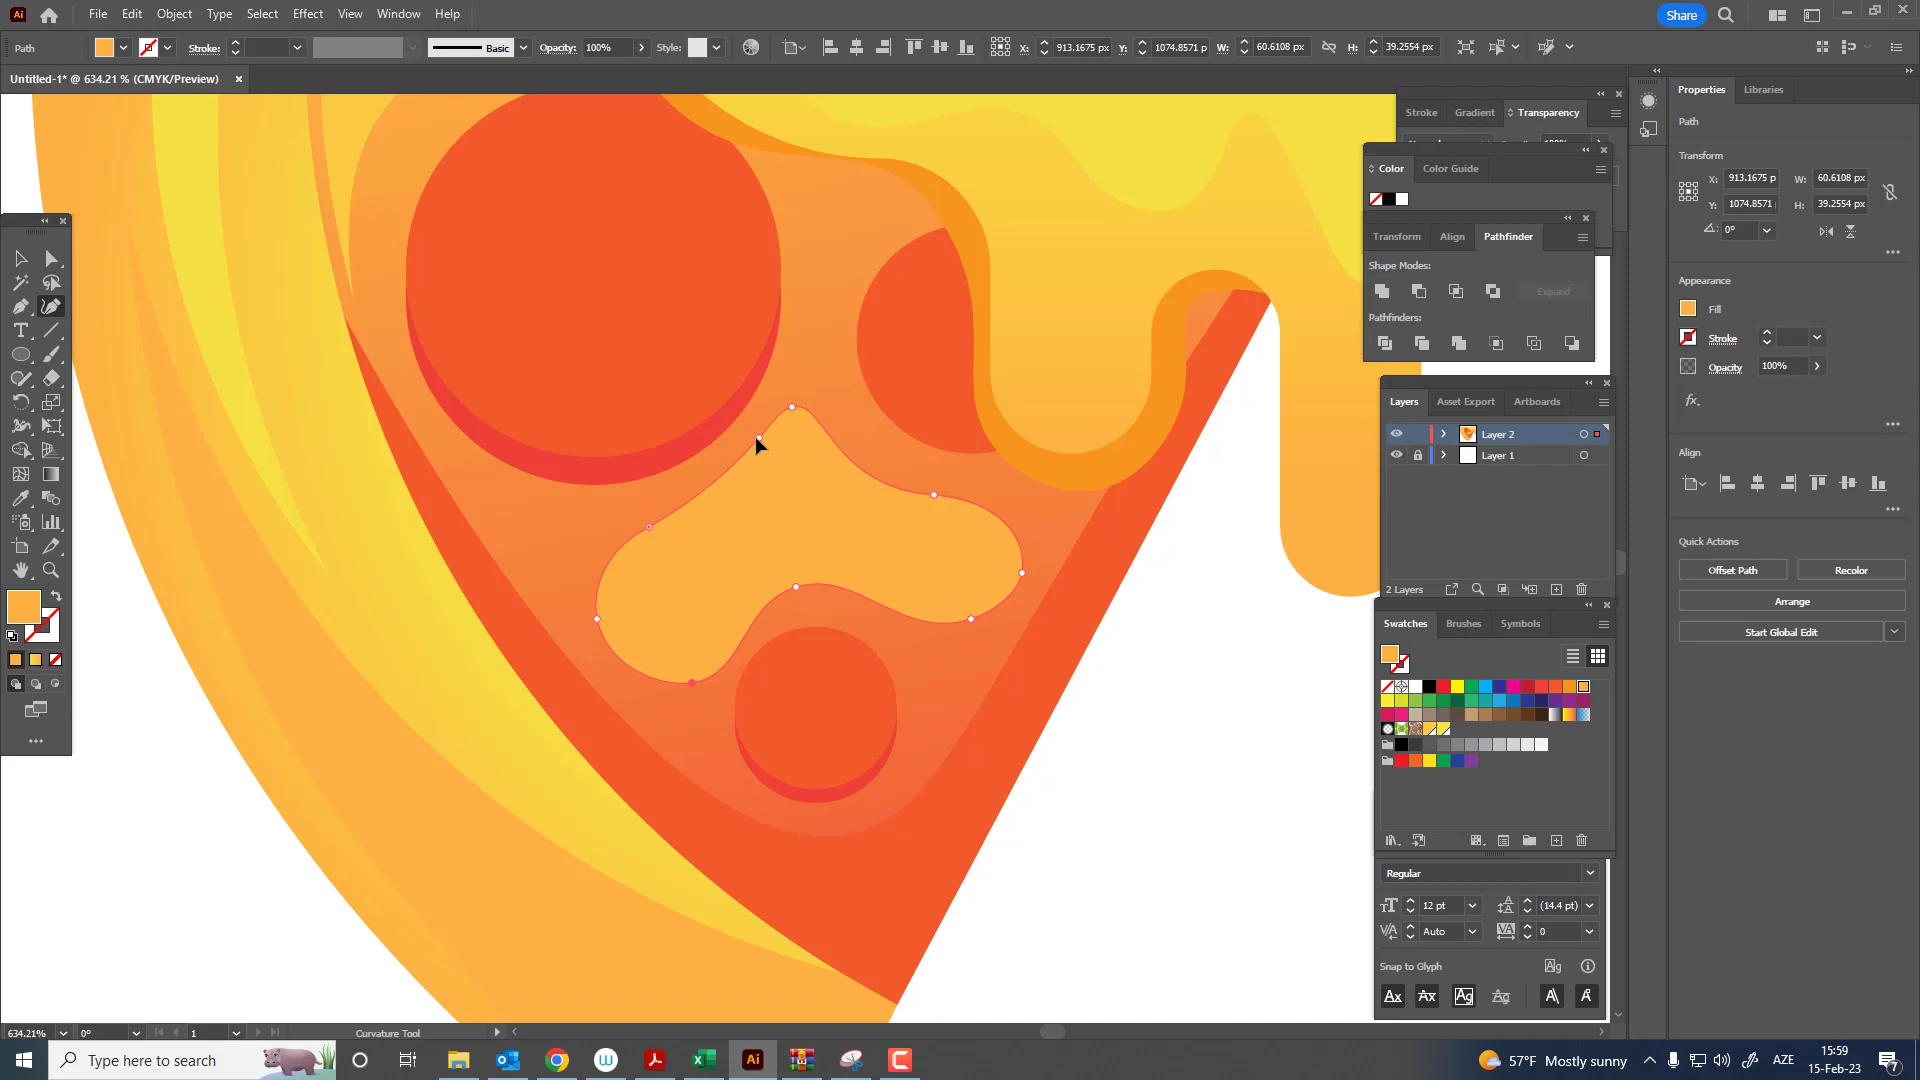 Ai File Edit Object Type Select Effect View Window Help Share
Path Stroke: Basic Opacity: 100% Style: X: 913.1675 px Y: 1074.8571 p W: 60.6108 px H: 39.2554 px
Untitled-1* @ 634.21 % (CMYK/Preview)
Properties Libraries
Stroke Gradient Transparency
Path
Transform
X: 913.1675 p W: 60.6108 px
Y: 1074.8571 H: 39.2554 px
0°
Color Color Guide
Transform Align Pathfinder
Shape Modes:
Expand
Pathfinders:
Appearance
Fill
Stroke
Opacity 100%
fx.
Layers Asset Export Artboards
Layer 2
Layer 1
2 Layers
Align
Quick Actions
Offset Path Recolor
Arrange
Start Global Edit
Swatches Brushes Symbols
Regular
12 pt (14.4 pt)
Auto 0
Snap to Glyph
634.21% 0° 1 Curvature Tool
Type here to search
57°F Mostly sunny AZE
15:59
15-Feb-23
7